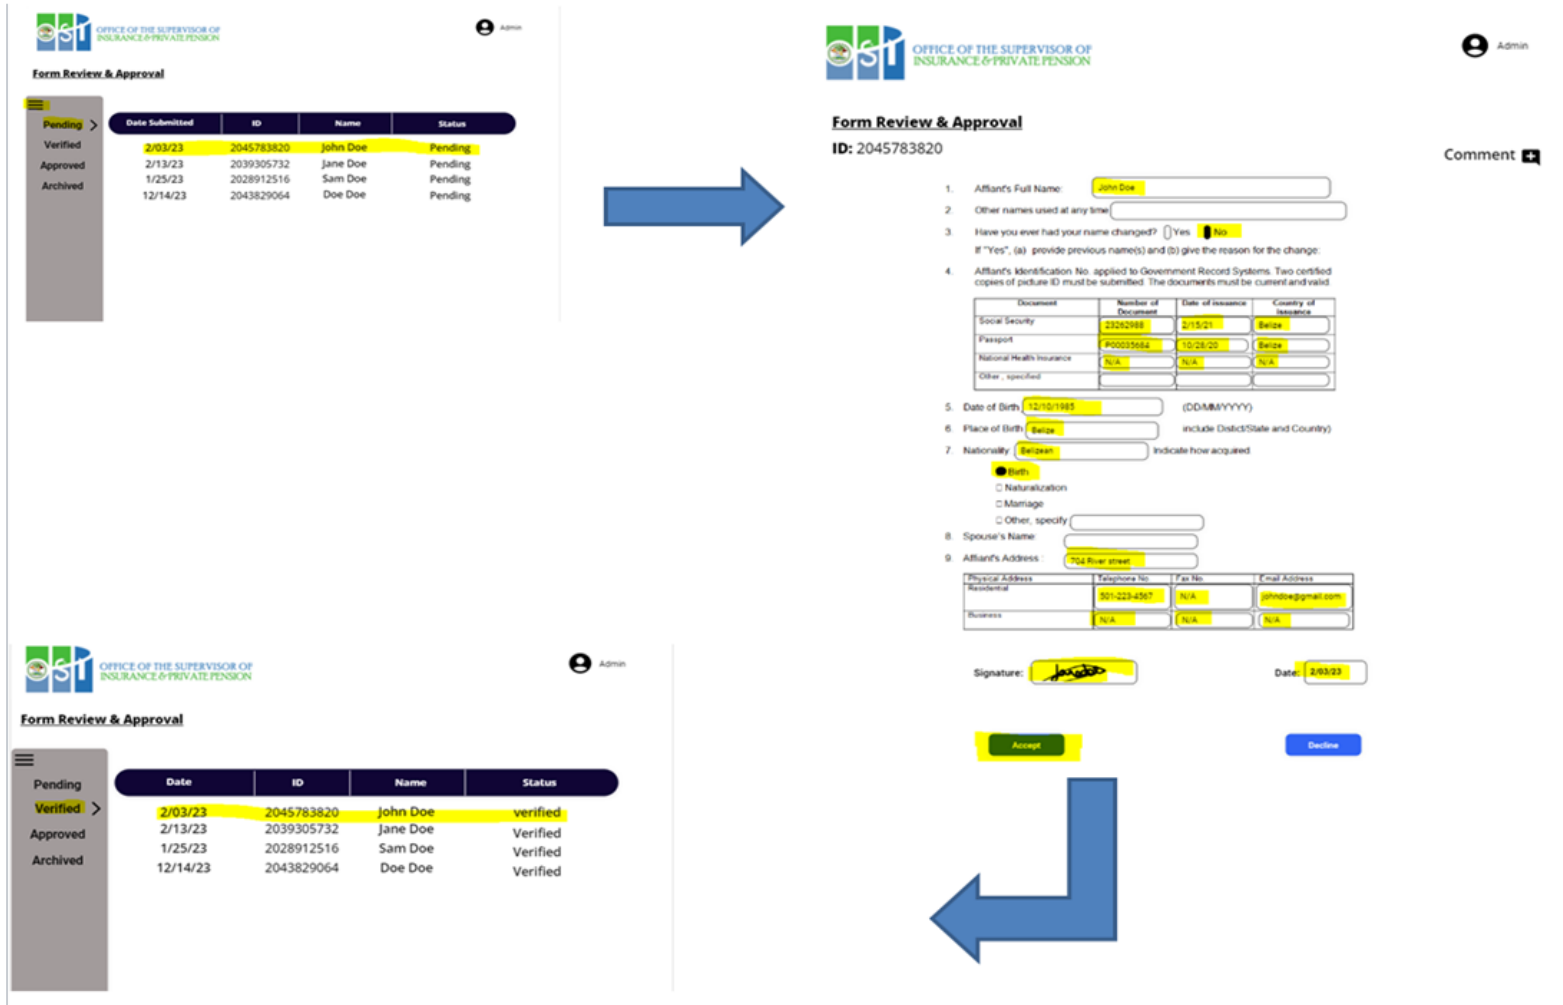 OSI
OFFICE OF THE SUPERVISOR OF
INSURANCE & PRIVATE PENSION
Admin
Form Review & Approval
Pending
Verified
Approved
Archived
Date Submitted ID Name Status
2/03/23 2045783820 John Doe Pending
2/13/23 2039305732 Jane Doe Pending
1/25/23 2028912516 Sam Doe Pending
12/14/23 2043829064 Doe Doe Pending
OSI
OFFICE OF THE SUPERVISOR OF
INSURANCE & PRIVATE PENSION
Admin
Form Review & Approval
ID: 2045783820
Comment
1. Affiant's Full Name: John Doe
2. Other names used at any time
3. Have you ever had your name changed? Yes No
If "Yes", (a) provide previous name(s) and (b) give the reason for the change:
4. Affiant's Identification No. applied to Government Record Systems. Two certified
copies of picture ID must be submitted. The documents must be current and valid.
Document Number of Document Date of issuance Country of issuance
Social Security 23262988 2/15/21 Belize
Passport P00035684 10/28/20 Belize
National Health Insurance N/A N/A N/A
Other , specified
5. Date of Birth 12/10/1985 (DD/MM/YYYY)
6. Place of Birth Belize include Distict/State and Country)
7. Nationality Belizean Indicate how acquired
Birth
Naturalization
Marriage
Other, specify
8. Spouse's Name:
9. Affiant's Address : 704 River street
Physical Address Telephone No. Fax No. Email Address
Residential 501-223-4567 N/A johndoe@gmail.com
Business N/A N/A N/A
Signature: Date: 2/03/23
Accept Decline
OSI
OFFICE OF THE SUPERVISOR OF
INSURANCE & PRIVATE PENSION
Admin
Form Review & Approval
Pending
Verified
Approved
Archived
Date ID Name Status
2/03/23 2045783820 John Doe verified
2/13/23 2039305732 Jane Doe Verified
1/25/23 2028912516 Sam Doe Verified
12/14/23 2043829064 Doe Doe Verified